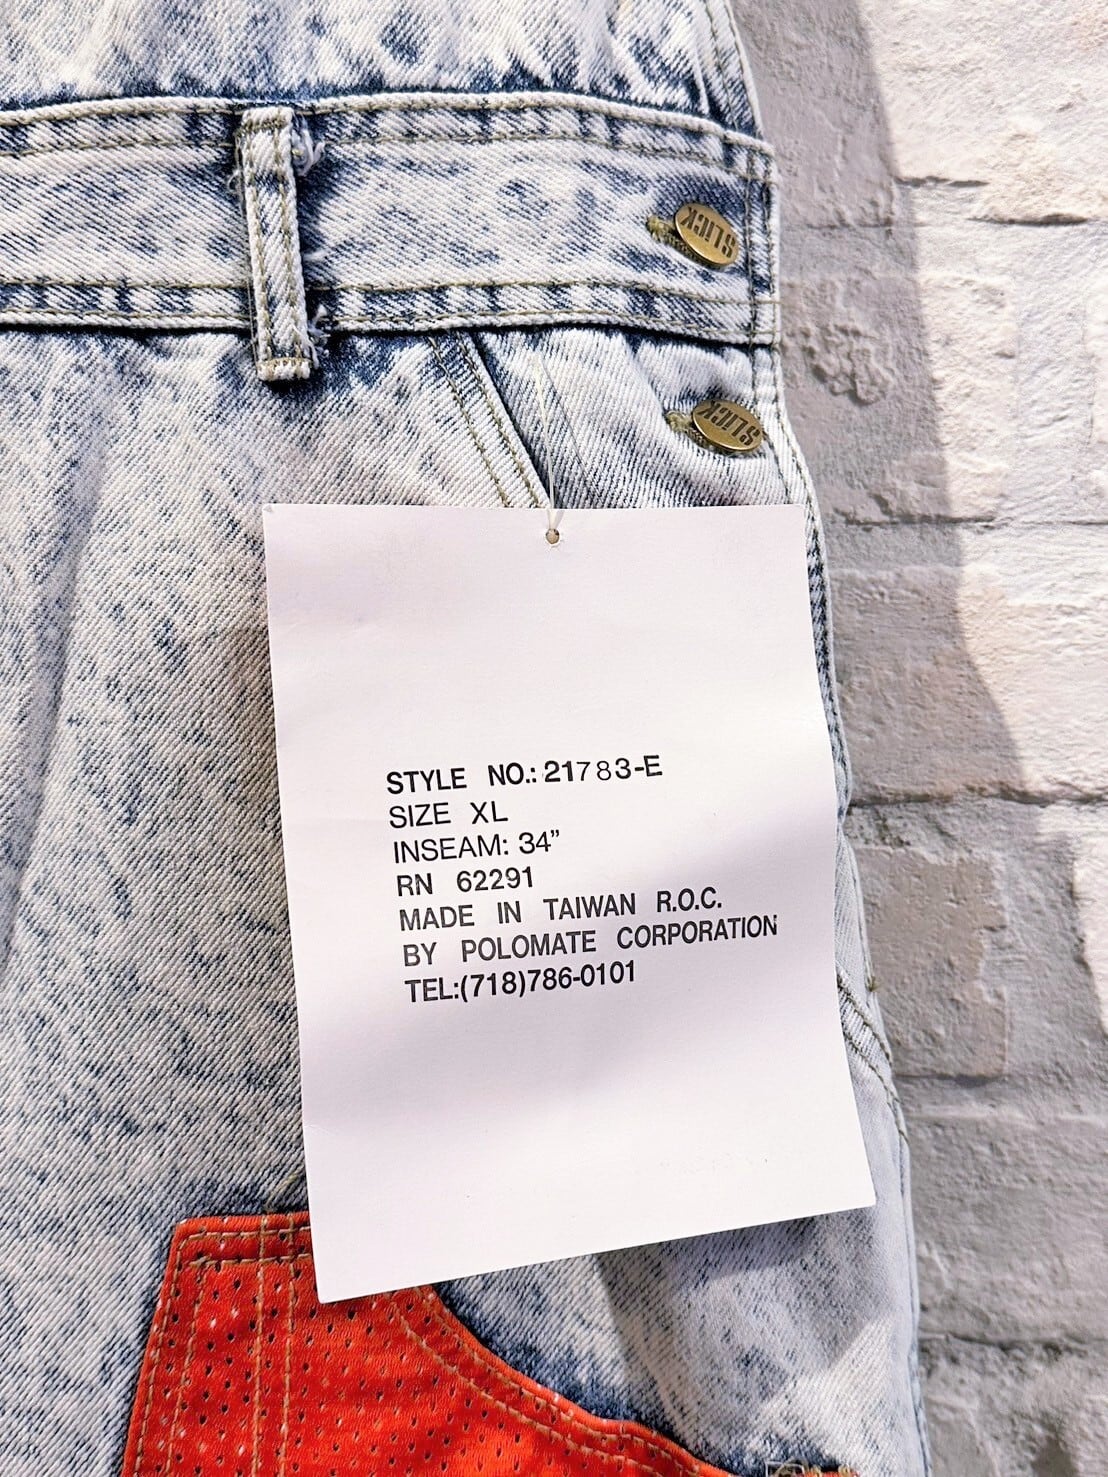 SLICK
SLICK
STYLE NO.: 21783-E
SIZE XL
INSEAM: 34”
RN 62291
MADE IN TAIWAN R.O.C.
BY POLOMATE CORPORATION
TEL:(718)786-0101